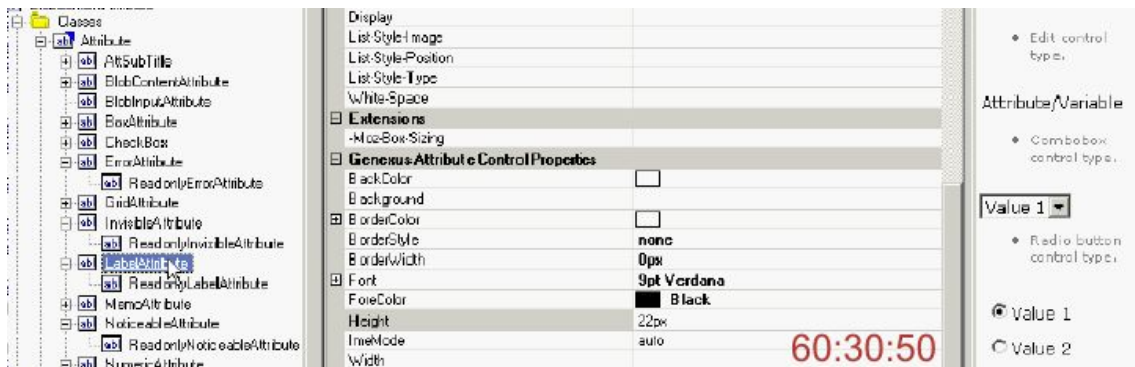 Classes
Attribute
AttSubTitle
BlobContentAttribute
BlobInputAttribute
BoxAttribute
CheckBox
ErrorAttribute
ReadonlyErrorAttribute
GridAttribute
InvisibleAttribute
ReadonlyInvisibleAttribute
LabelAttribute
ReadonlyLabelAttribute
MemoAttribute
NoticeableAttribute
ReadonlyNoticeableAttribute
NumericAttribute
Display
List-Style-Image
List-Style-Position
List-Style-Type
White-Space
Extensions
-Moz-Box-Sizing
Genexus Attribute Control Properties
BackColor
Background
BorderColor
BorderStyle none
BorderWidth 0px
Font 9pt Verdana
ForeColor Black
Height 22px
ImeMode auto
Width
60:30:50
Edit control
type.
Attribute/Variable
Combobox
control type.
Value 1
Radio button
control type.
Value 1
Value 2